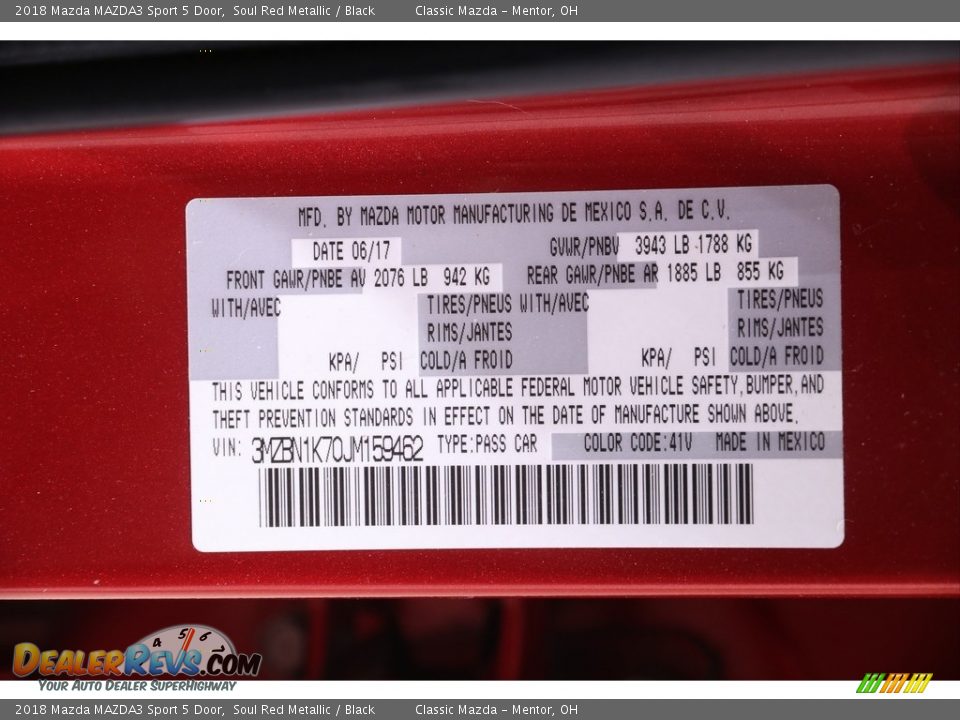 2018 Mazda MAZDA3 Sport 5 Door, Soul Red Metallic / Black Classic Mazda - Mentor, OH
MFD. BY MAZDA MOTOR MANUFACTURING DE MEXICO S.A. DE C.V.
DATE 06/17 GVWR/PNBV 3943 LB 1788 KG
FRONT GAWR/PNBE AV 2076 LB 942 KG REAR GAWR/PNBE AR 1885 LB 855 KG
WITH/AVEC TIRES/PNEUS WITH/AVEC TIRES/PNEUS
RIMS/JANTES RIMS/JANTES
KPA/ PSI COLD/A FROID KPA/ PSI COLD/A FROID
THIS VEHICLE CONFORMS TO ALL APPLICABLE FEDERAL MOTOR VEHICLE SAFETY,BUMPER,AND
THEFT PREVENTION STANDARDS IN EFFECT ON THE DATE OF MANUFACTURE SHOWN ABOVE.
VIN: 3MZBN1K70JM159462 TYPE:PASS CAR COLOR CODE:41V MADE IN MEXICO
4 5 6
DEALERREVS.COM
YOUR AUTO DEALER SUPERHIGHWAY
2018 Mazda MAZDA3 Sport 5 Door, Soul Red Metallic / Black Classic Mazda - Mentor, OH